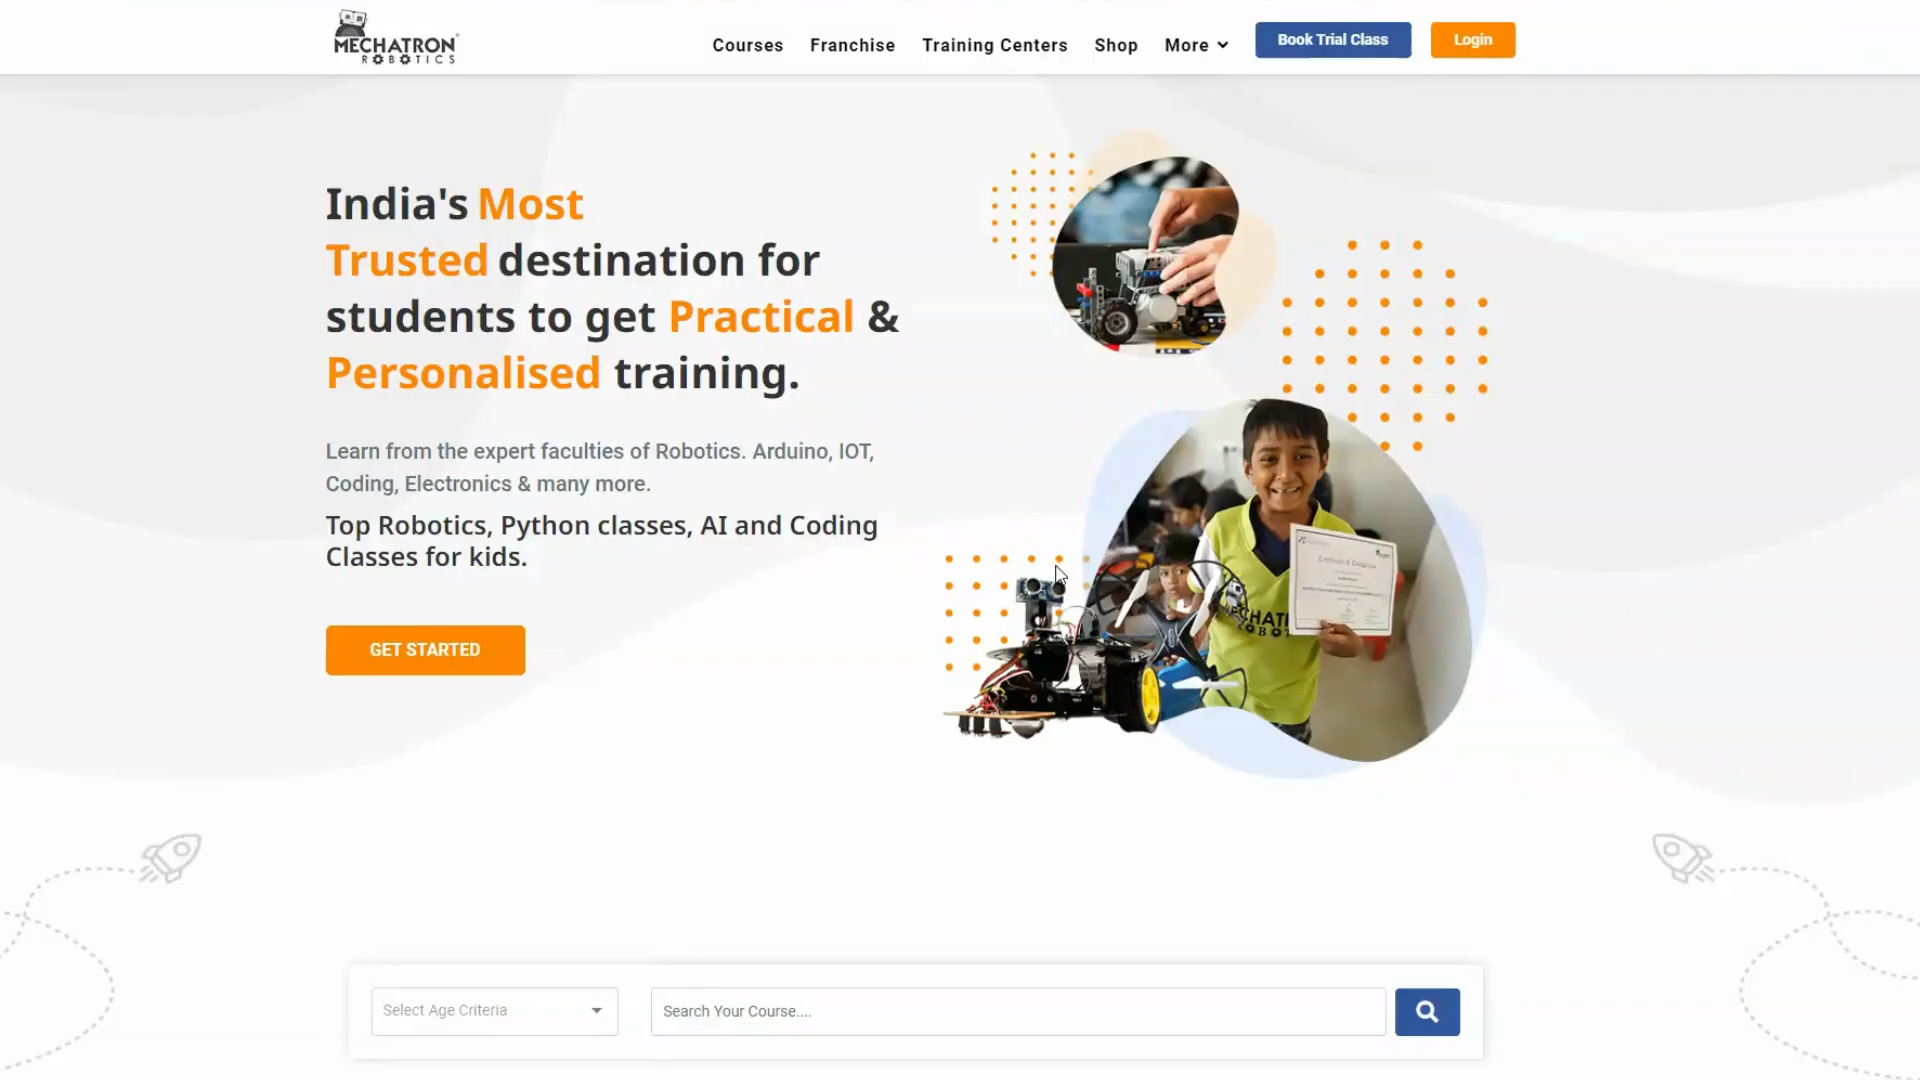 MECHATRON
ROBOTICS
Courses
Franchise
Training Centers
Shop
More
Book Trial Class
Login
India's Most
Trusted destination for
students to get Practical &
Personalised training.
Learn from the expert faculties of Robotics. Arduino, IOT,
Coding, Electronics & many more.
Top Robotics, Python classes, AI and Coding
Classes for kids.
GET STARTED
Select Age Criteria
Search Your Course....